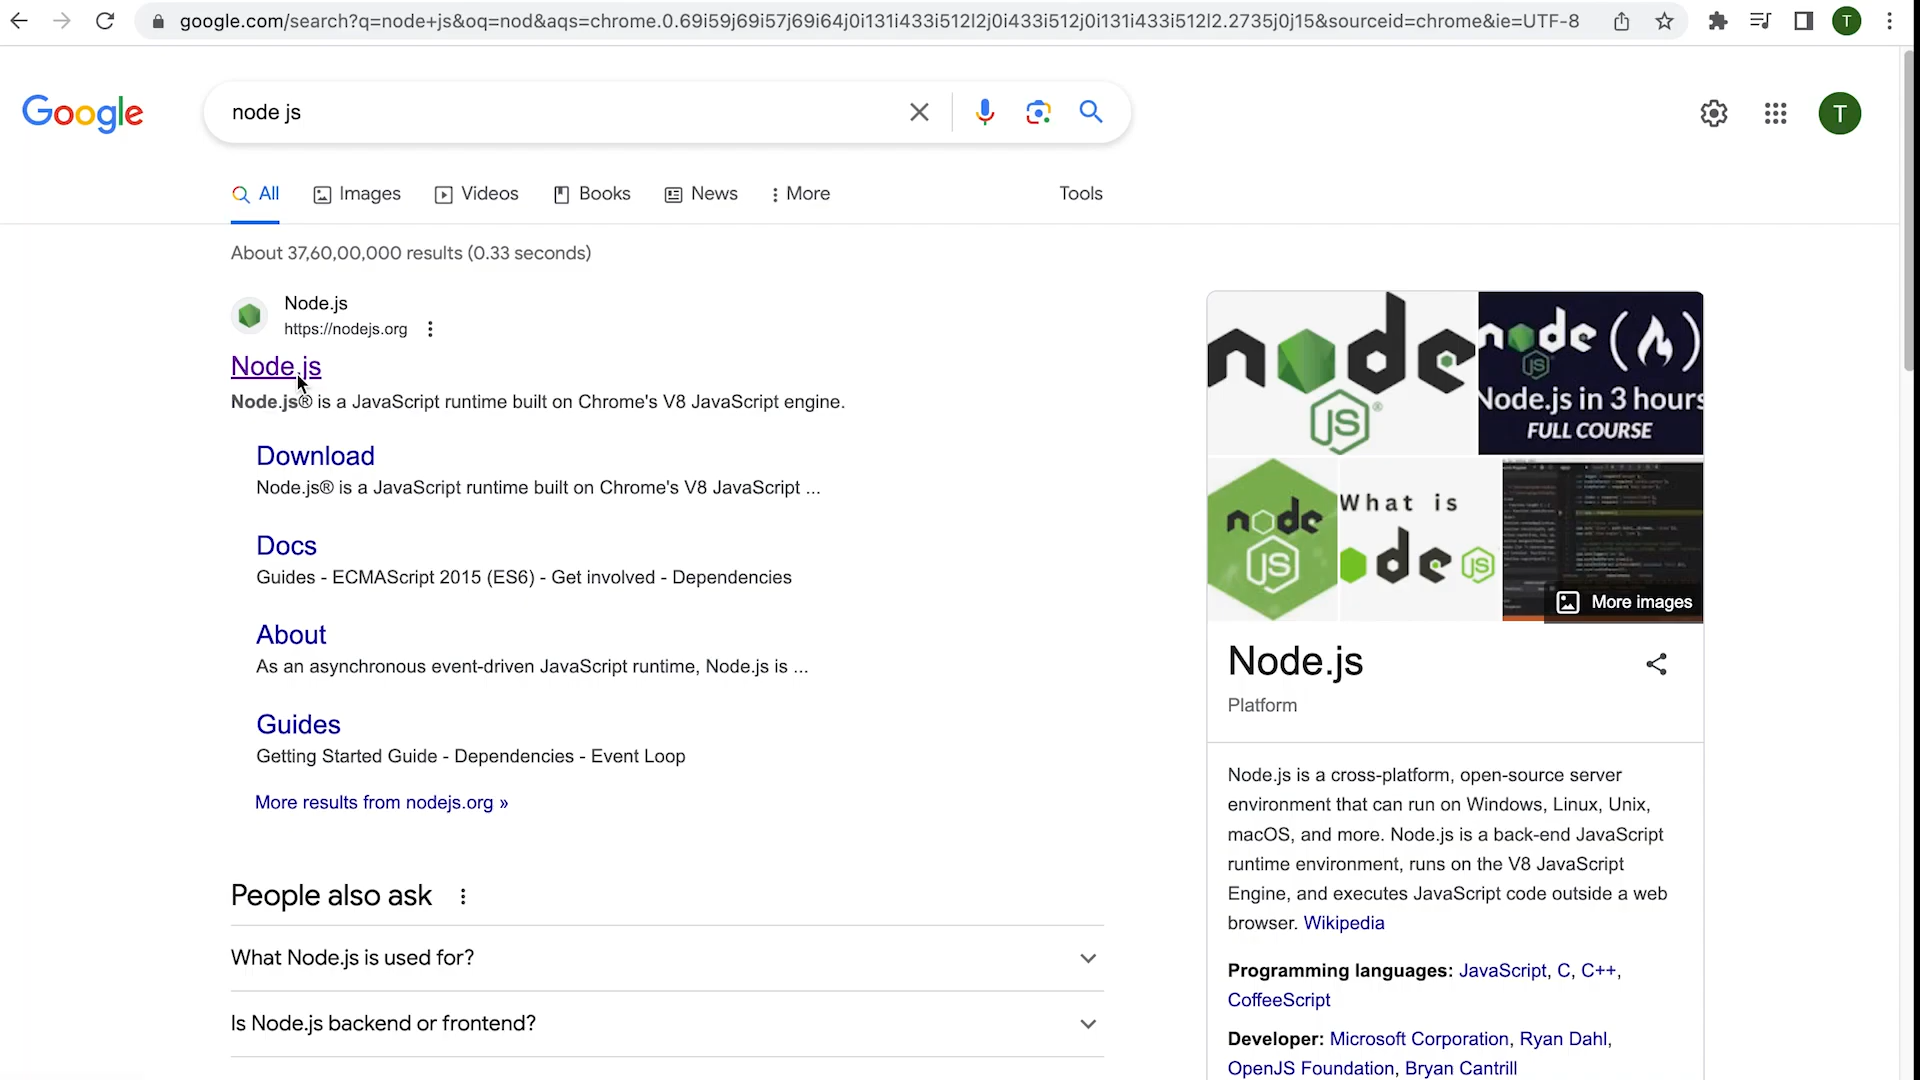 google.com/search?q=node+js&oq=nod&aqs=chrome.0.69i59j69i57j69i64j0i131i433i512l2j0i433i512j0i131i433i512l2.2735j0j15&sourceid=chrome&ie=UTF-8
T
Google
node js
T
All
Images
Videos
Books
News
More
Tools
About 37,60,00,000 results (0.33 seconds)
Node.js
https://nodejs.org
Node.js
Node.js® is a JavaScript runtime built on Chrome's V8 JavaScript engine.
Download
Node.js® is a JavaScript runtime built on Chrome's V8 JavaScript ...
Docs
Guides - ECMAScript 2015 (ES6) - Get involved - Dependencies
About
As an asynchronous event-driven JavaScript runtime, Node.js is ...
Guides
Getting Started Guide - Dependencies - Event Loop
More results from nodejs.org »
People also ask
What Node.js is used for?
Is Node.js backend or frontend?
node
JS
node
JS
Node.js in 3 hours
FULL COURSE
node
JS
What is
node
JS
More images
Node.js
Platform
Node.js is a cross-platform, open-source server
environment that can run on Windows, Linux, Unix,
macOS, and more. Node.js is a back-end JavaScript
runtime environment, runs on the V8 JavaScript
Engine, and executes JavaScript code outside a web
browser. Wikipedia
Programming languages: JavaScript, C, C++,
CoffeeScript
Developer: Microsoft Corporation, Ryan Dahl,
OpenJS Foundation, Bryan Cantrill